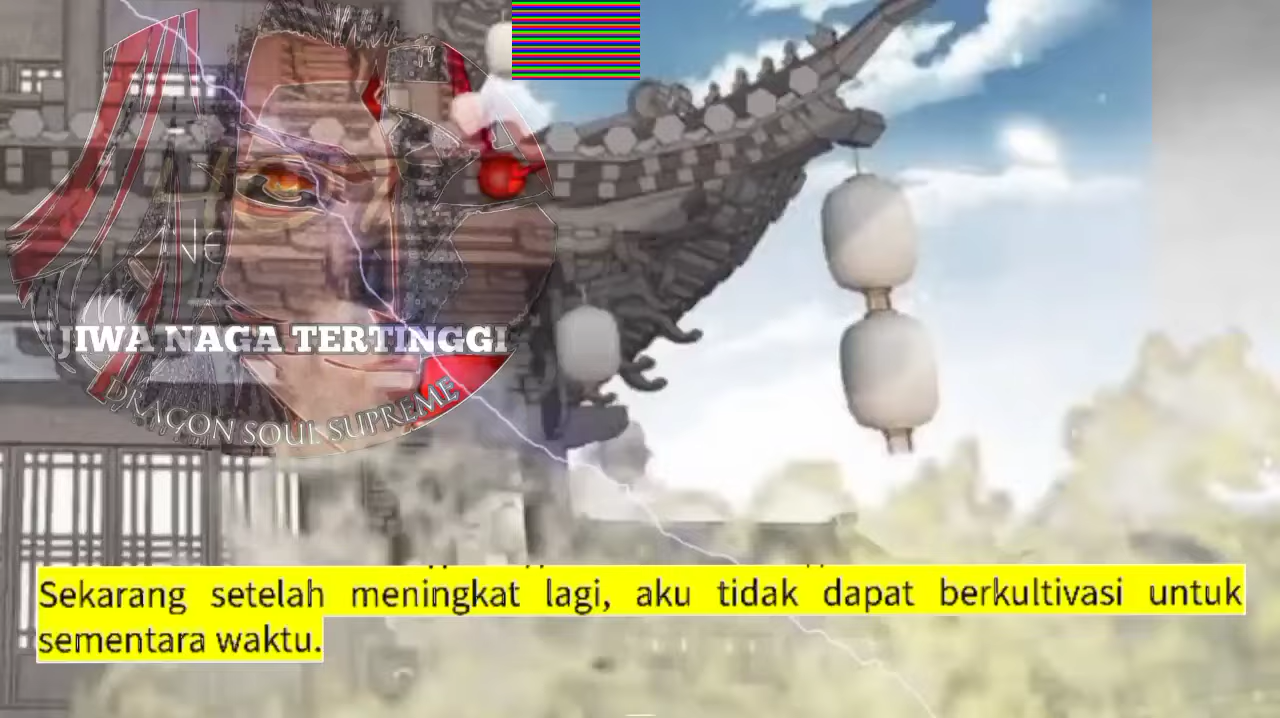 JIWA NAGA TERTINGGI
DRAGON SOUL SUPREME
Sekarang setelah meningkat lagi, aku tidak dapat berkultivasi untuk
sementara waktu.